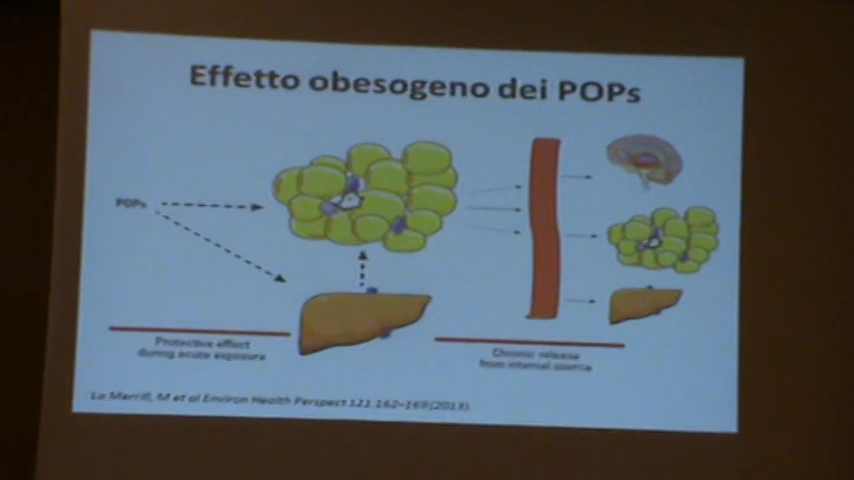 Effetto obesogeno dei POPs
POPs
Protective effect
during acute exposure
Chronic release
from internal source
La Merrill, M et al Environ Health Perspect 121:162–169 (2013).